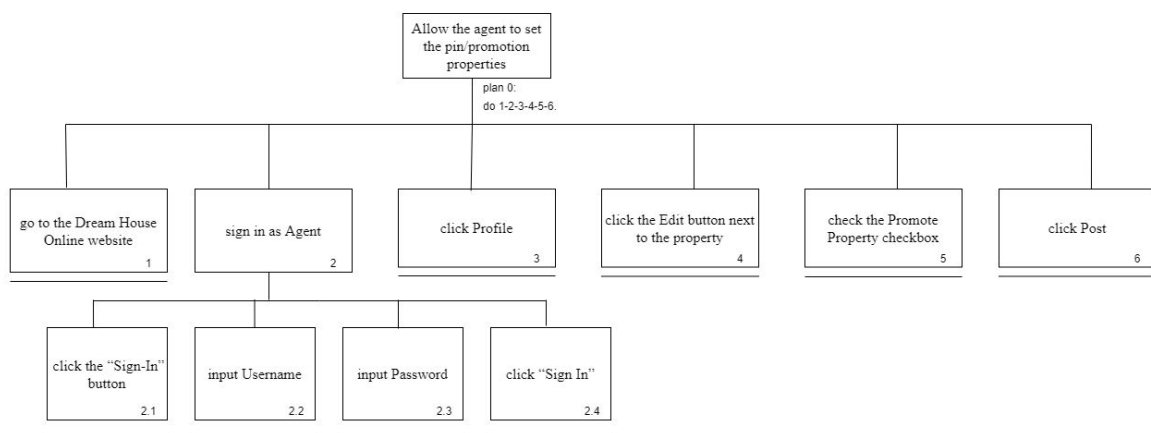 Allow the agent to set
the pin/promotion
properties
plan 0:
do 1-2-3-4-5-6.
go to the Dream House
Online website
1
sign in as Agent
2
click Profile
3
click the Edit button next
to the property
4
check the Promote
Property checkbox
5
click Post
6
click the “Sign-In”
button
2.1
input Username
2.2
input Password
2.3
click “Sign In”
2.4